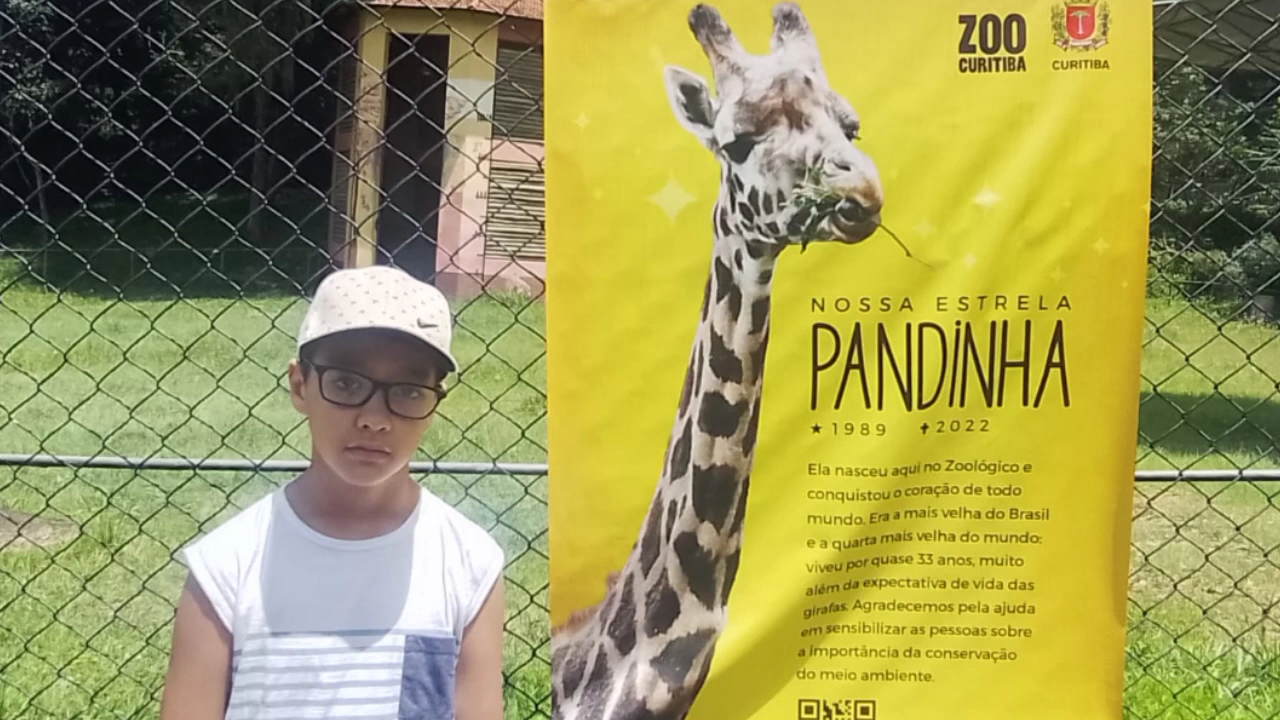 ZOO
CURITIBA
CURITIBA
NOSSA ESTRELA
PANDiNHA
★ 1989 ✝ 2022
Ela nasceu aqui no Zoológico e
conquistou o coração de todo
mundo. Era a mais velha do Brasil
e a quarta mais velha do mundo:
viveu por quase 33 anos, muito
além da expectativa de vida das
girafas. Agradecemos pela ajuda
em sensibilizar as pessoas sobre
a importância da conservação
do meio ambiente.